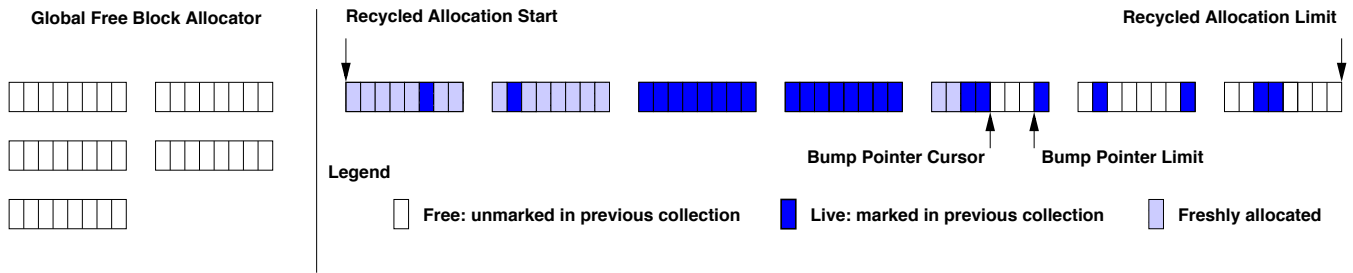 Global Free Block Allocator
Recycled Allocation Start
Recycled Allocation Limit
Bump Pointer Cursor
Bump Pointer Limit
Legend
Free: unmarked in previous collection
Live: marked in previous collection
Freshly allocated